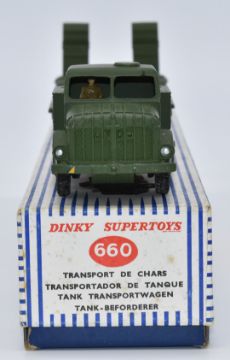 DINKY SUPERTOYS
660
TRANSPORT DE CHARS
TRANSPORTADOR DE TANQUE
TANK TRANSPORTWAGEN
TANK-BEFORDERER